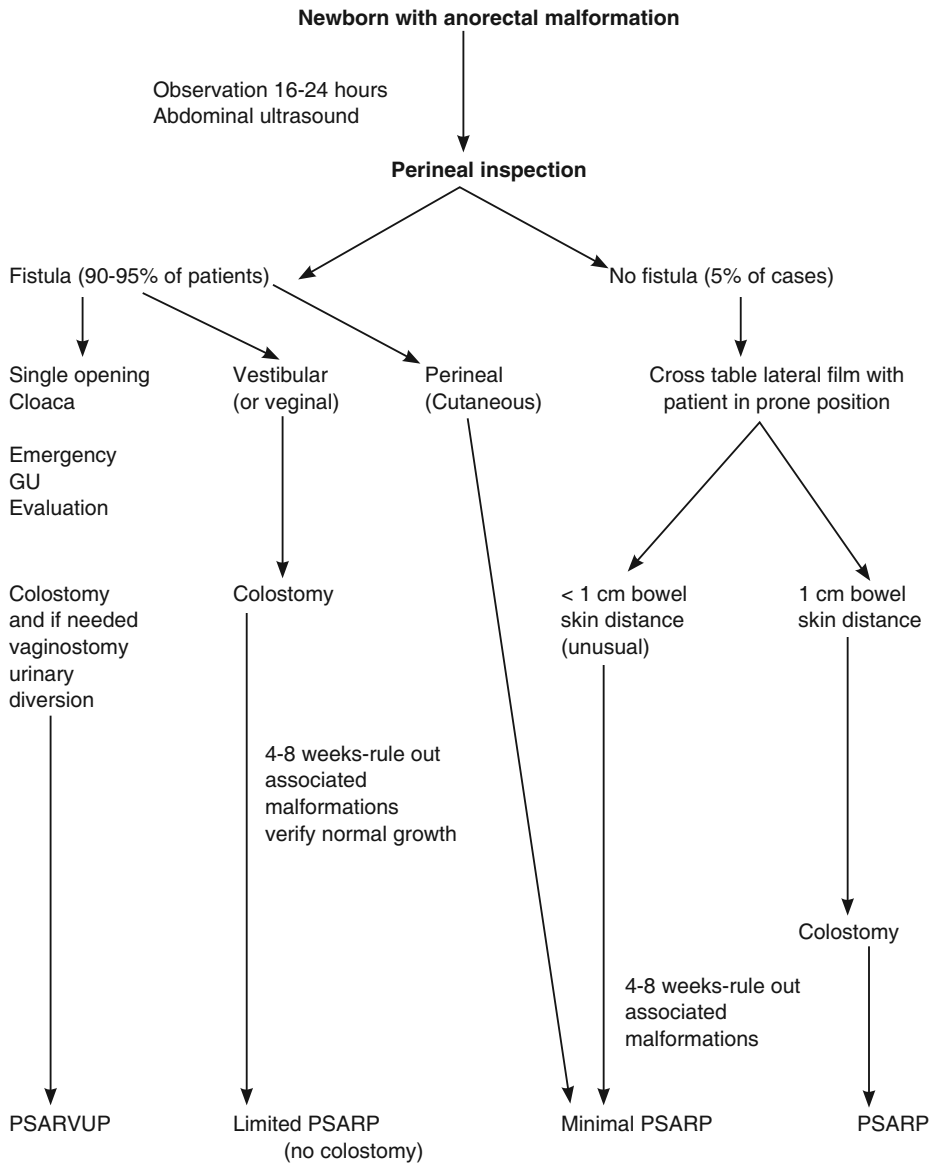 Newborn with anorectal malformation
Observation 16-24 hours
Abdominal ultrasound
Perineal inspection
Fistula (90-95% of patients)
No fistula (5% of cases)
Single opening
Cloaca
Vestibular
(or veginal)
Perineal
(Cutaneous)
Cross table lateral film with
patient in prone position
Emergency
GU
Evaluation
Colostomy
and if needed
vaginostomy
urinary
diversion
Colostomy
< 1 cm bowel
skin distance
(unusual)
1 cm bowel
skin distance
4-8 weeks-rule out
associated
malformations
verify normal growth
Colostomy
4-8 weeks-rule out
associated
malformations
PSARVUP
Limited PSARP
(no colostomy)
Minimal PSARP
PSARP